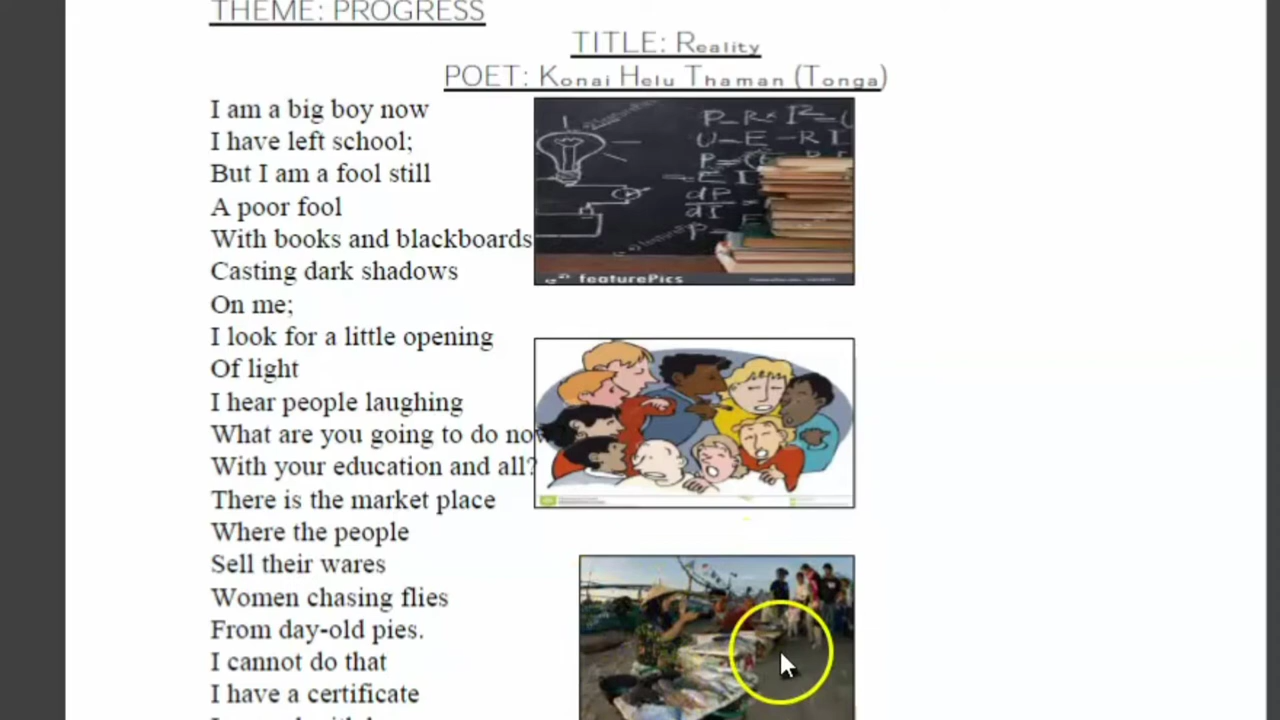 THEME: PROGRESS
TITLE: Reality
POET: Konai Helu Thaman (Tonga)
I am a big boy now
I have left school;
But I am a fool still
A poor fool
With books and blackboards
Casting dark shadows
On me;
I look for a little opening
Of light
I hear people laughing
What are you going to do now
With your education and all?
There is the market place
Where the people
Sell their wares
Women chasing flies
From day-old pies.
I cannot do that
I have a certificate
featurePics